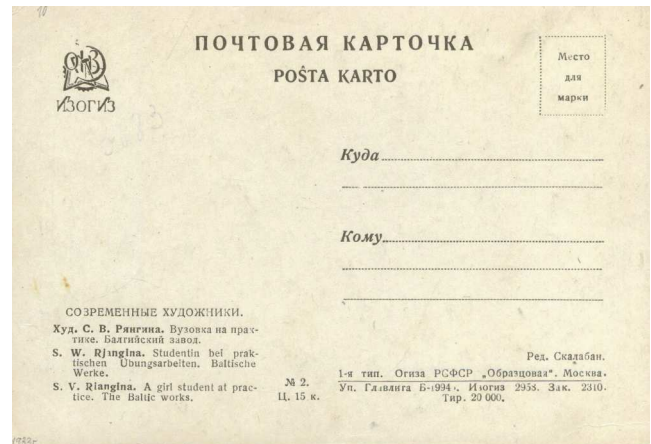 10
ПОЧТОВАЯ КАРТОЧКА
POŜTA KARTO
ИЗОГИЗ
Место
для
марки
Куда
Кому
СОВРЕМЕННЫЕ ХУДОЖНИКИ.
Худ. С. В. Рянгина. Вузовка на прак-
тике. Балтийский завод.
S. W. Rjangina. Studentin bei prak-
tischen Übungsarbeiten. Baltische
Werke.
S. V. Riangina. A girl student at prac-
tice. The Baltic works.
№ 2.
Ц. 15 к.
Ред. Скалабан.
1-я тип. Огиза РСФСР „Образцовая“. Москва.
Уп. Главлита Б-1994. Изогиз 2958. Зак. 2310.
Тир. 20 000.